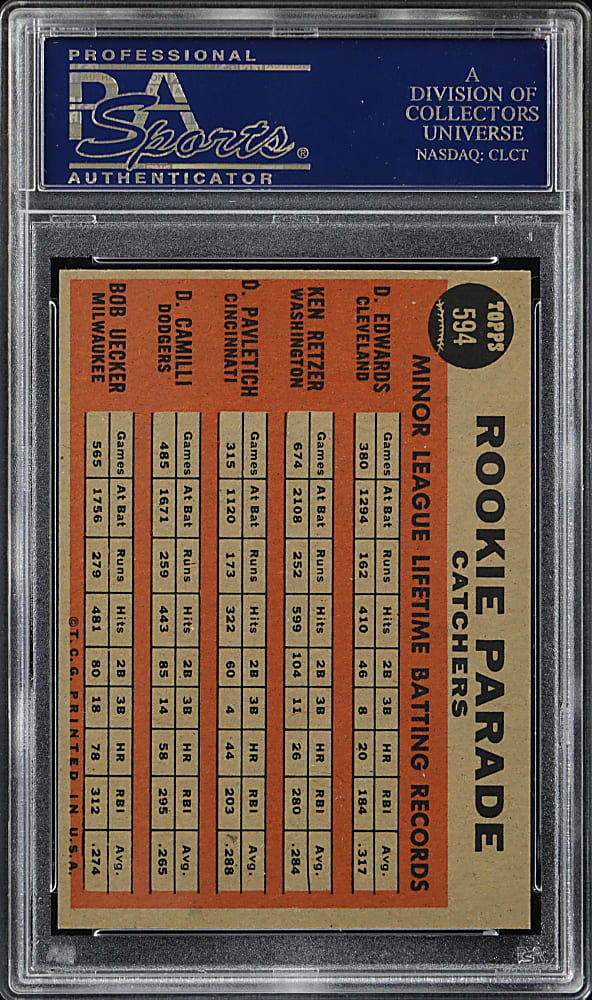 PROFESSIONAL
PSA
Sports®
AUTHENTICATOR
A
DIVISION OF
COLLECTORS
UNIVERSE
NASDAQ: CLCT
TOPPS
594
ROOKIE PARADE
CATCHERS
MINOR LEAGUE LIFETIME BATTING RECORDS
D. EDWARDS
CLEVELAND
Games At Bat Runs Hits 2B 3B HR RBI Avg.
380 1294 162 410 46 8 20 184 .317
KEN RETZER
WASHINGTON
Games At Bat Runs Hits 2B 3B HR RBI Avg.
674 2108 252 599 104 11 26 280 .284
D. PAVLETICH
CINCINNATI
Games At Bat Runs Hits 2B 3B HR RBI Avg.
315 1120 173 322 60 4 44 203 .288
D. CAMILLI
DODGERS
Games At Bat Runs Hits 2B 3B HR RBI Avg.
485 1671 259 443 85 14 58 295 .265
BOB UECKER
MILWAUKEE
Games At Bat Runs Hits 2B 3B HR RBI Avg.
565 1756 279 481 80 18 78 312 .274
©T.C.G. PRINTED IN U.S.A.